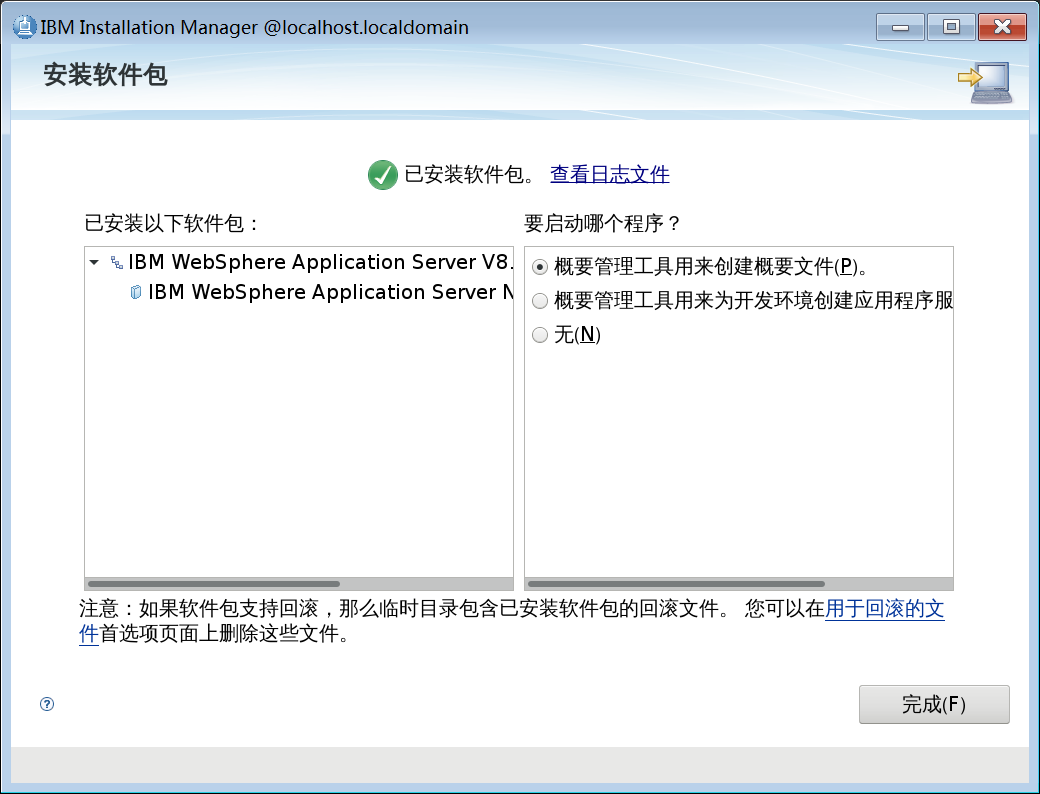 IBM Installation Manager @localhost.localdomain
安装软件包
已安装软件包。 查看日志文件
已安装以下软件包：
要启动哪个程序？
IBM WebSphere Application Server V8.
IBM WebSphere Application Server N
概要管理工具用来创建概要文件(P)。
概要管理工具用来为开发环境创建应用程序服
无(N)
注意：如果软件包支持回滚，那么临时目录包含已安装软件包的回滚文件。 您可以在用于回滚的文
件首选项页面上删除这些文件。
?
完成(F)